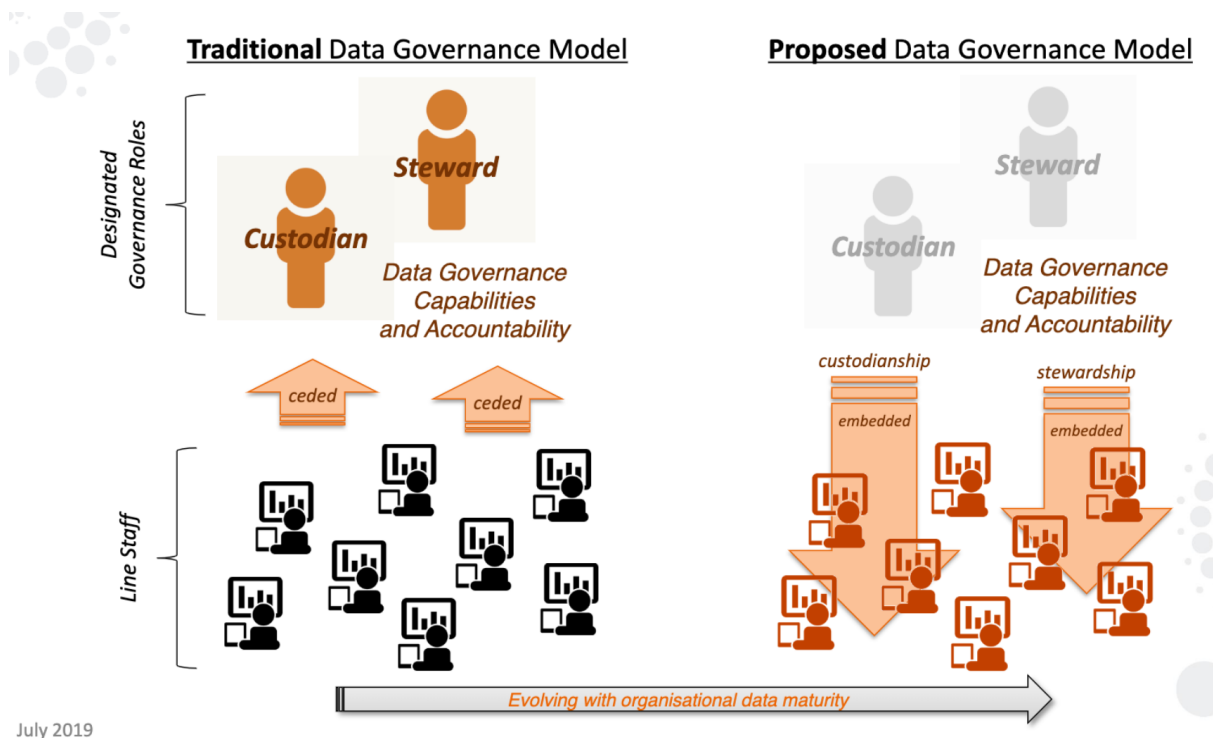 Traditional Data Governance Model
Designated
Governance Roles
Steward
Custodian
Data Governance
Capabilities
and Accountability
ceded
ceded
Line Staff
Proposed Data Governance Model
Steward
Custodian
Data Governance
Capabilities
and Accountability
custodianship
stewardship
embedded
embedded
Evolving with organisational data maturity
July 2019